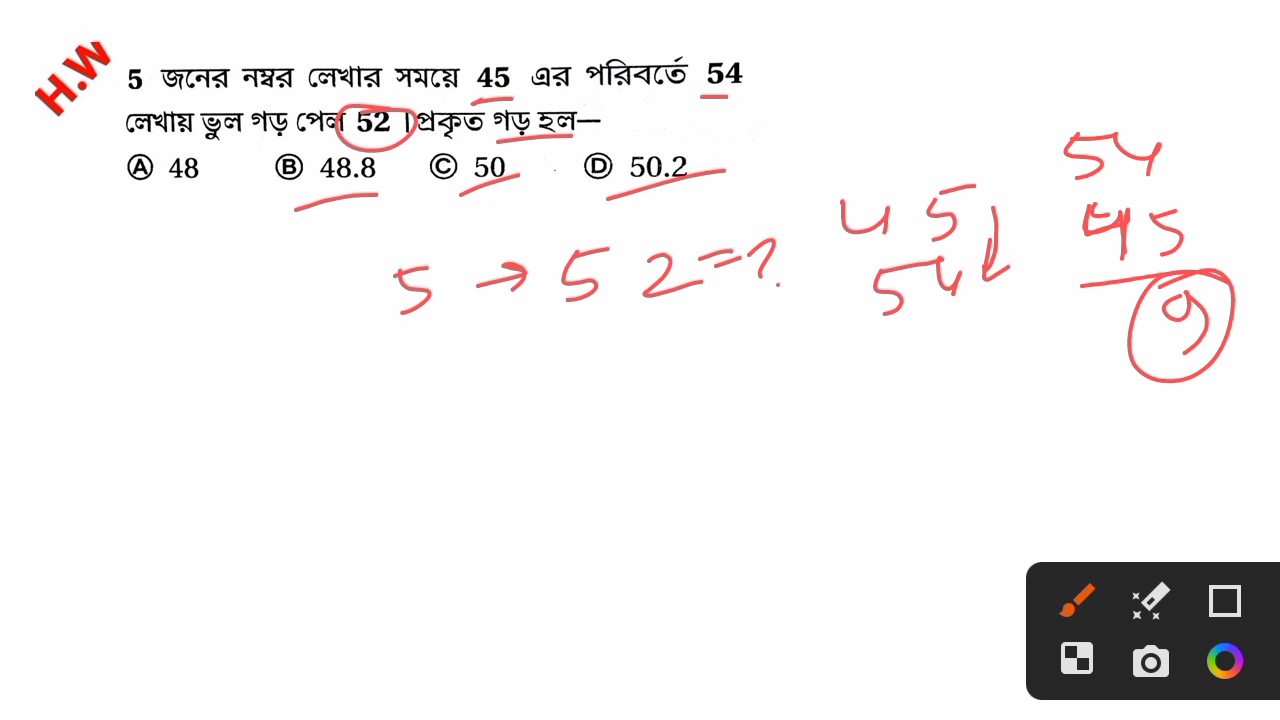 H.W
5 জনের নম্বর লেখার সময়ে 45 এর পরিবর্তে 54
লেখায় ভুল গড় পেল 52 । প্রকৃত গড় হল—
Ⓐ 48 Ⓑ 48.8 Ⓒ 50 Ⓓ 50.2
5 → 52 = ?
45
54
54
45
9